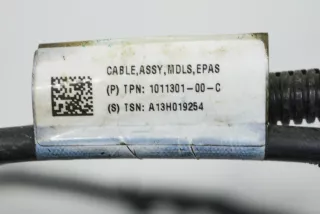 CABLE,ASSY,MDLS,EPAS
(P) TPN: 1011301-00-C
(S) TSN: A13H019254